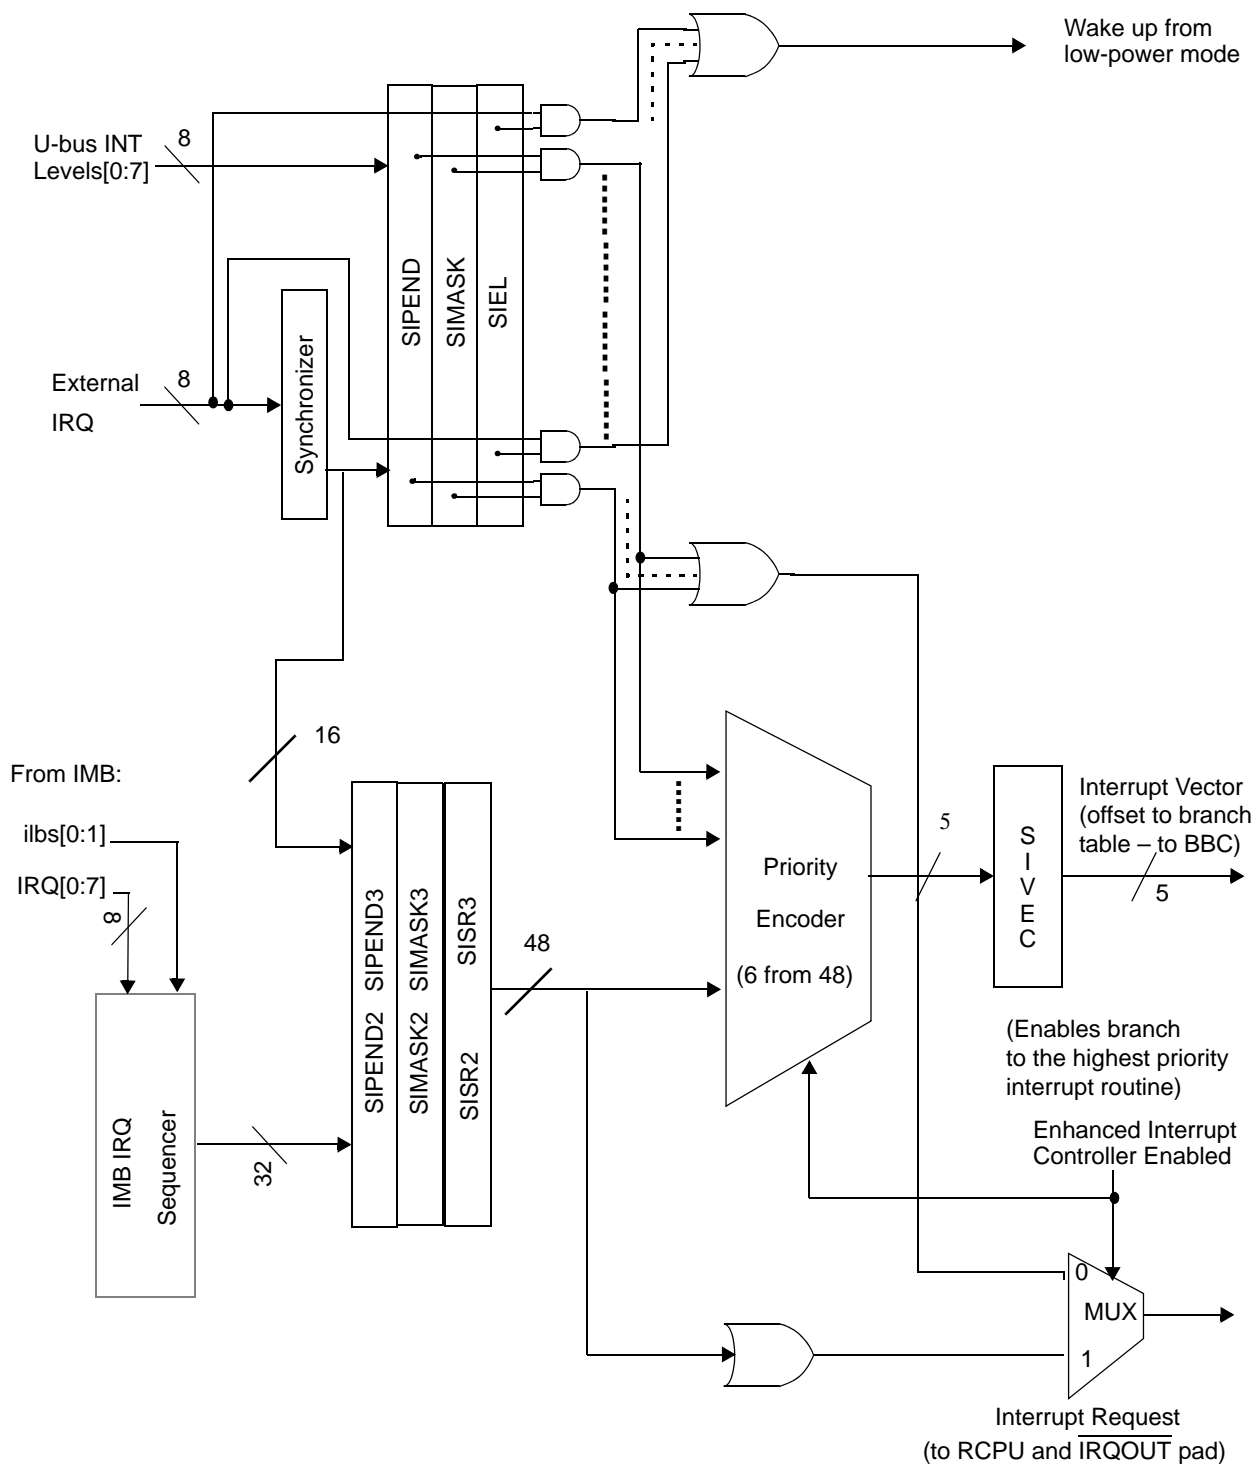 Wake up from
low-power mode
U-bus INT
Levels[0:7]
8
SIPEND
SIMASK
SIEL
External
IRQ
8
Synchronizer
16
From IMB:
ilbs[0:1]
IRQ[0:7]
8
IMB IRQ
Sequencer
32
SIPEND2 SIPEND3
SIMASK2 SIMASK3
SISR2 SISR3
48
Priority
Encoder
(6 from 48)
5
SIVEC
Interrupt Vector
(offset to branch
table – to BBC)
5
(Enables branch
to the highest priority
interrupt routine)
Enhanced Interrupt
Controller Enabled
0
MUX
1
Interrupt Request
(to RCPU and IRQOUT pad)